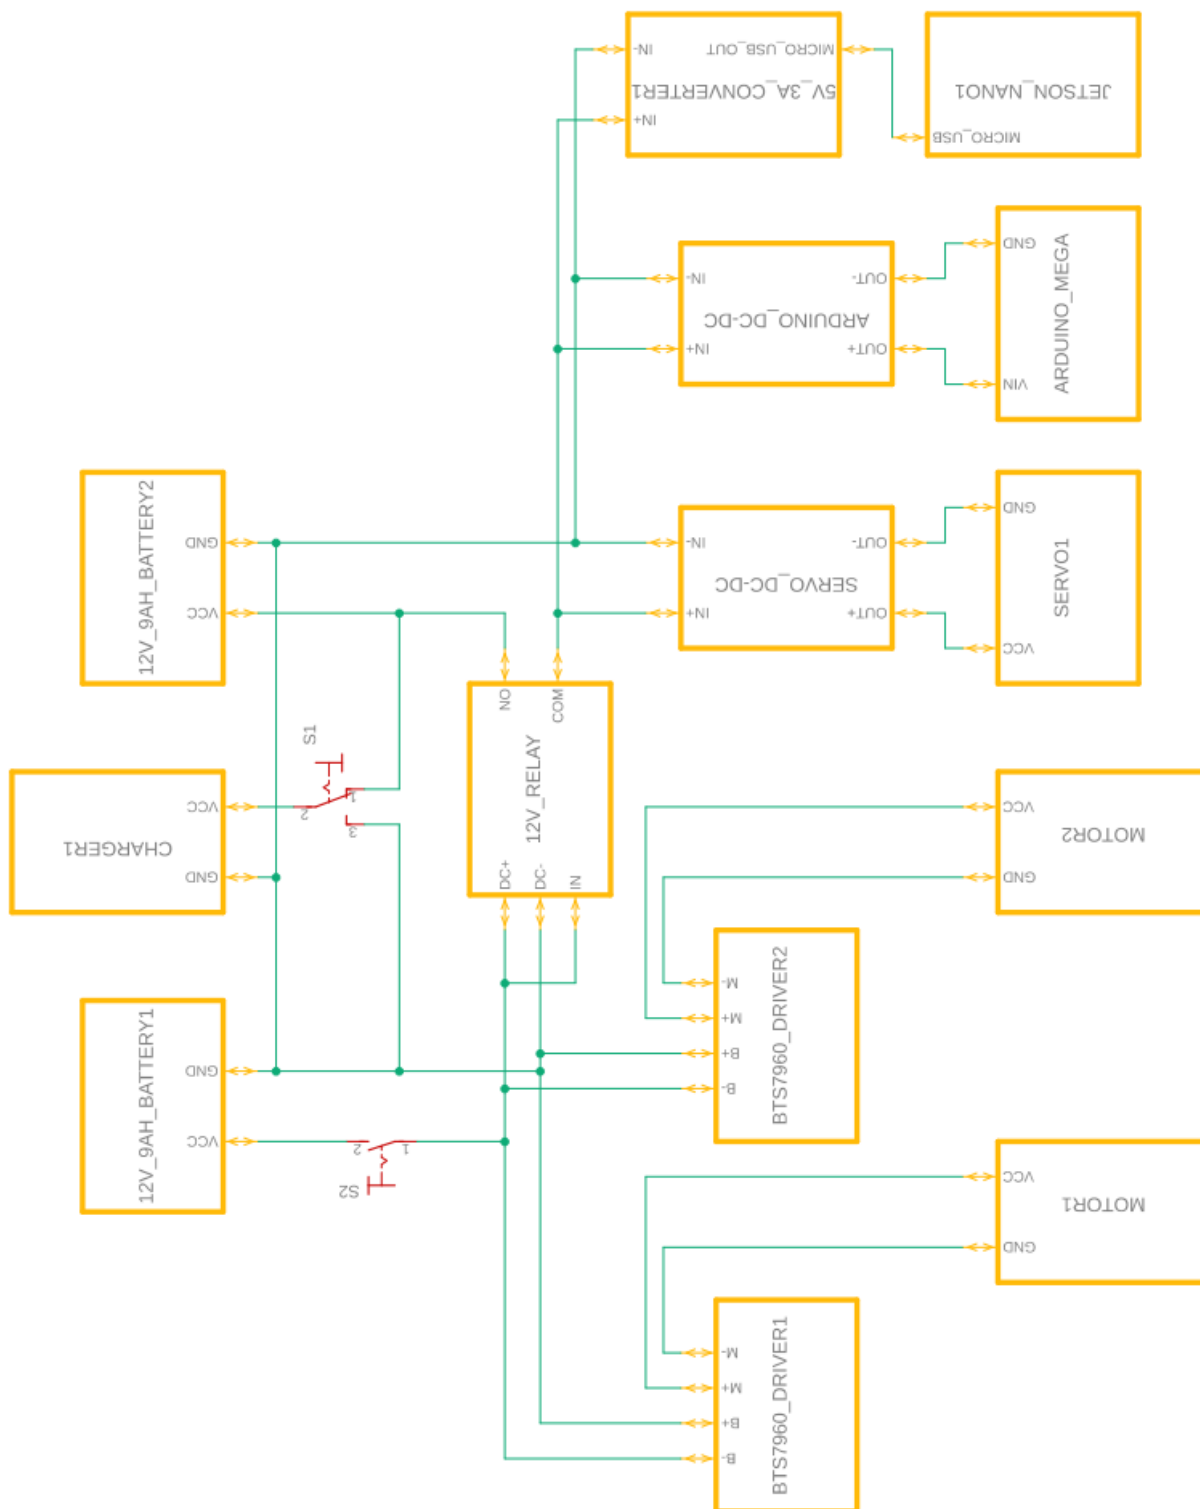 IN-
MICRO_USB_OUT
5V_3A_CONVERTER1
IN+
JETSON_NANO1
MICRO_USB
IN-
OUT-
ARDUINO_DC-DC
IN+
OUT+
GND
ARDUINO_MEGA
VIN
12V_9AH_BATTERY2
GND
VCC
IN-
OUT-
SERVO_DC-DC
IN+
OUT+
GND
SERVO1
VCC
S1
1
2
3
NO
COM
12V_RELAY
DC+
DC-
IN
VCC
CHARGER1
GND
VCC
MOTOR2
GND
12V_9AH_BATTERY1
GND
VCC
2
1
S2
M-
M+
B+
B-
BTS7960_DRIVER2
VCC
MOTOR1
GND
M-
M+
B+
B-
BTS7960_DRIVER1